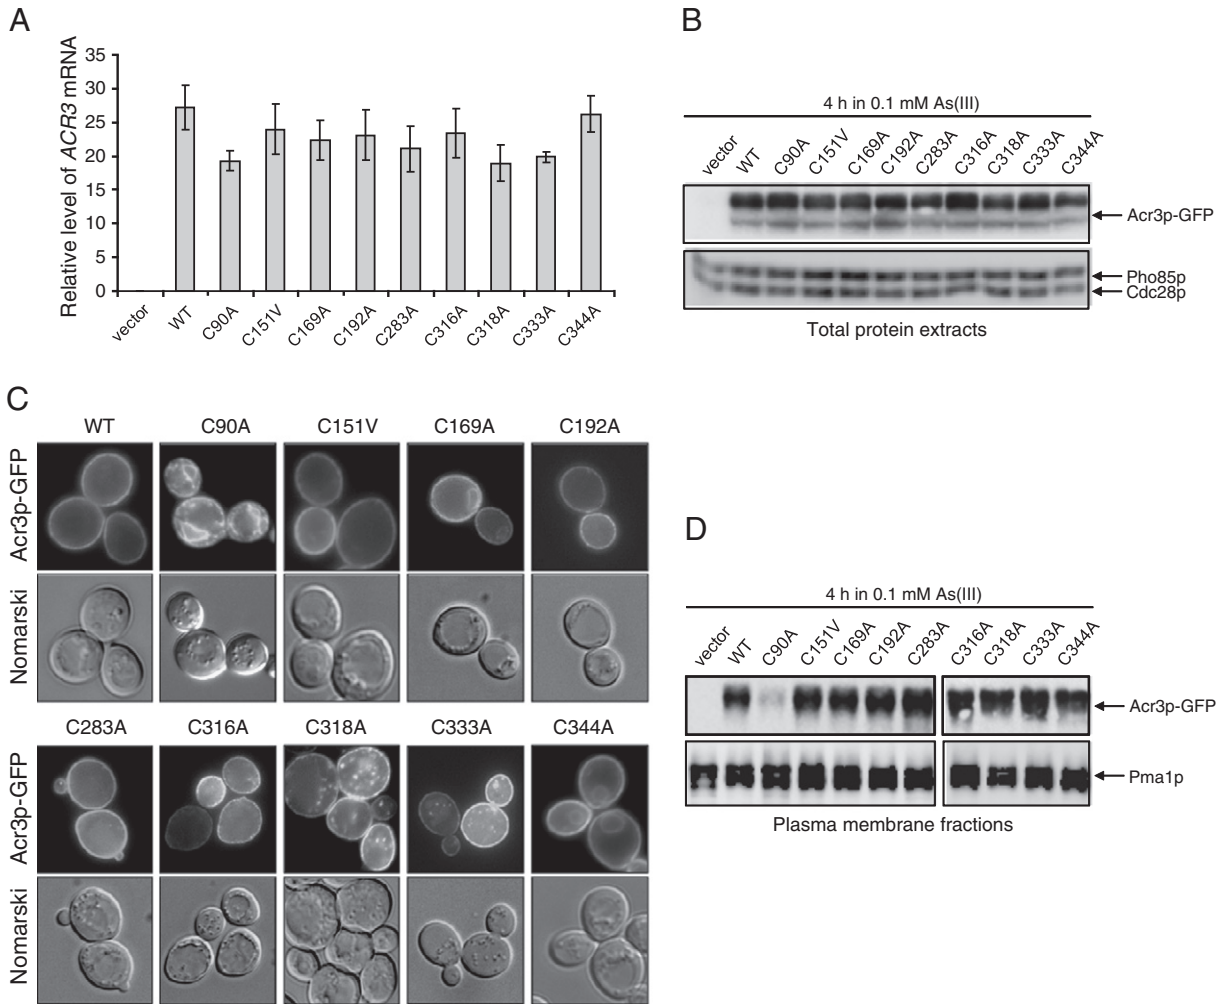 A
Relative level of ACR3 mRNA
35
30
25
20
15
10
5
0
vector
WT
C90A
C151V
C169A
C192A
C283A
C316A
C318A
C333A
C344A
B
4 h in 0.1 mM As(III)
vector
WT
C90A
C151V
C169A
C192A
C283A
C316A
C318A
C333A
C344A
Acr3p-GFP
Pho85p
Cdc28p
Total protein extracts
C
WT C90A C151V C169A C192A
Acr3p-GFP
Nomarski
C283A C316A C318A C333A C344A
Acr3p-GFP
Nomarski
D
4 h in 0.1 mM As(III)
vector
WT
C90A
C151V
C169A
C192A
C283A
C316A
C318A
C333A
C344A
Acr3p-GFP
Pma1p
Plasma membrane fractions